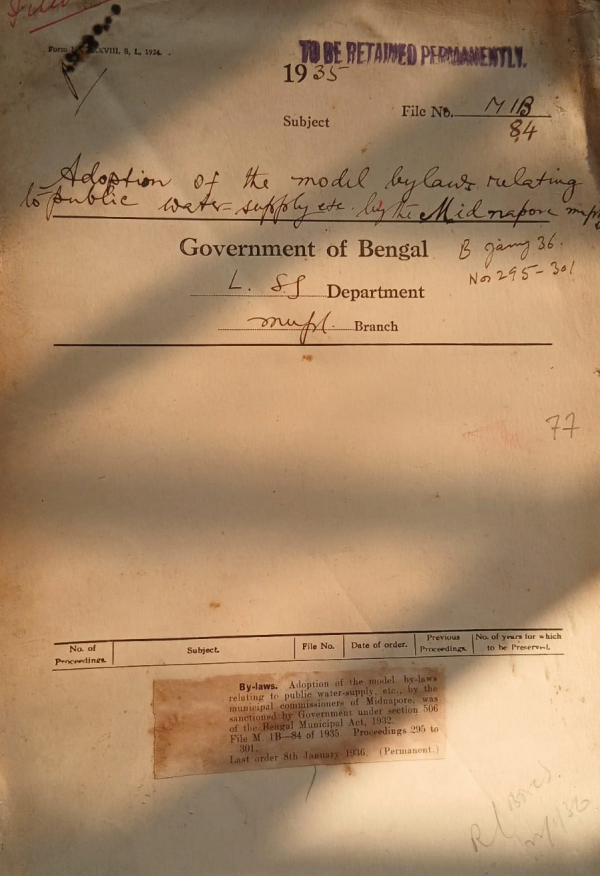 TO BE RETAINED PERMANENTLY.
S, L, 1934.
1935
File No. M 1B
84
Subject
Adoption of the model bylaws relating
to public water-supply etc. by the Midnapore
Government of Bengal
B 36.
Nos 295-301
L. S G Department
Branch
77
No. of
Proceedings.
Subject.
File No.
Date of order.
Previous
Proceedings.
No. of years for which
to be Preserved.
By-laws. Adoption of the model by-laws
relating to public water-supply, etc., by the
municipal commissioners of Midnapore, was
sanctioned by Government under section 506
of the Bengal Municipal Act, 1932.
File M. 1B—84 of 1935. Proceedings 295 to
301.
Last order 8th January 1936. (Permanent.)